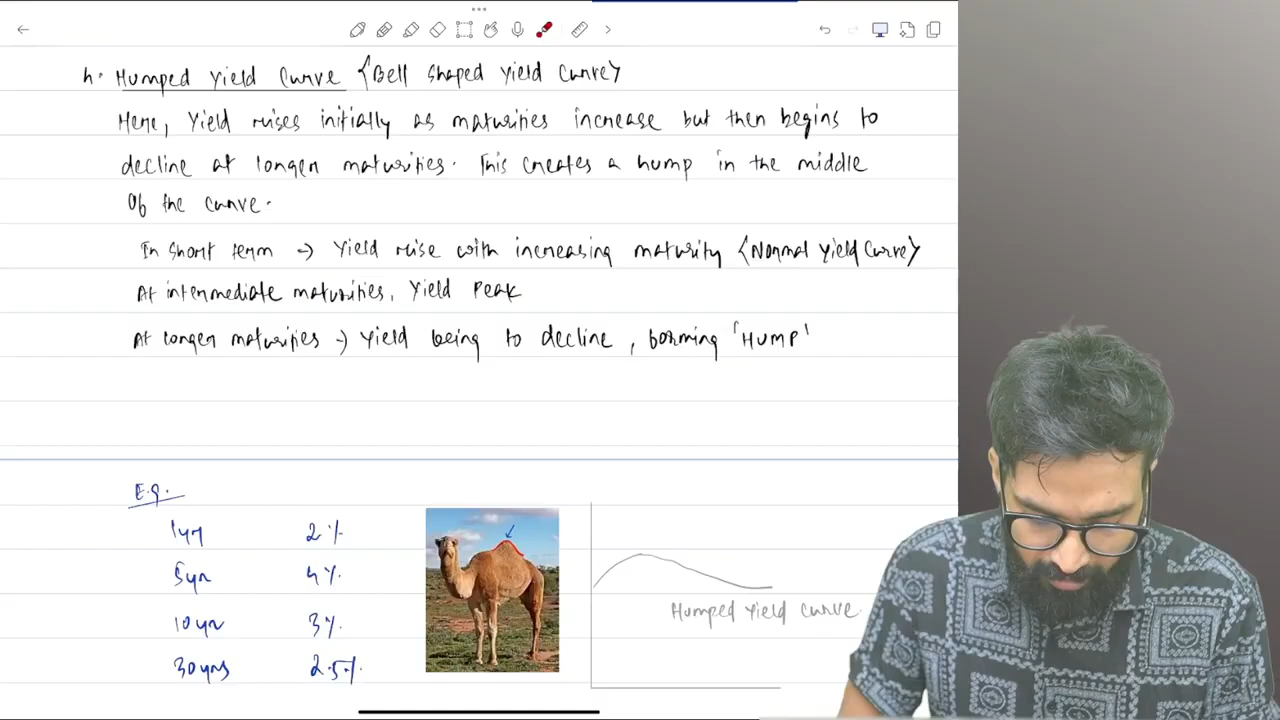 h. Humped Yield Curve {Bell Shaped Yield Curve}
Here, Yield rises initially as maturities increase but then begins to
decline at longer maturities. This creates a hump in the middle
Of the curve.
In Short term → Yield rise with increasing maturity {Normal Yield Curve}
At intermediate maturities, Yield Peak
At longer maturities → Yield being to decline, forming 'HUMP'
E.g.
1yr 2%
5yr 4%
10yr 3%
30yrs 2.5%.
Humped Yield Curve.